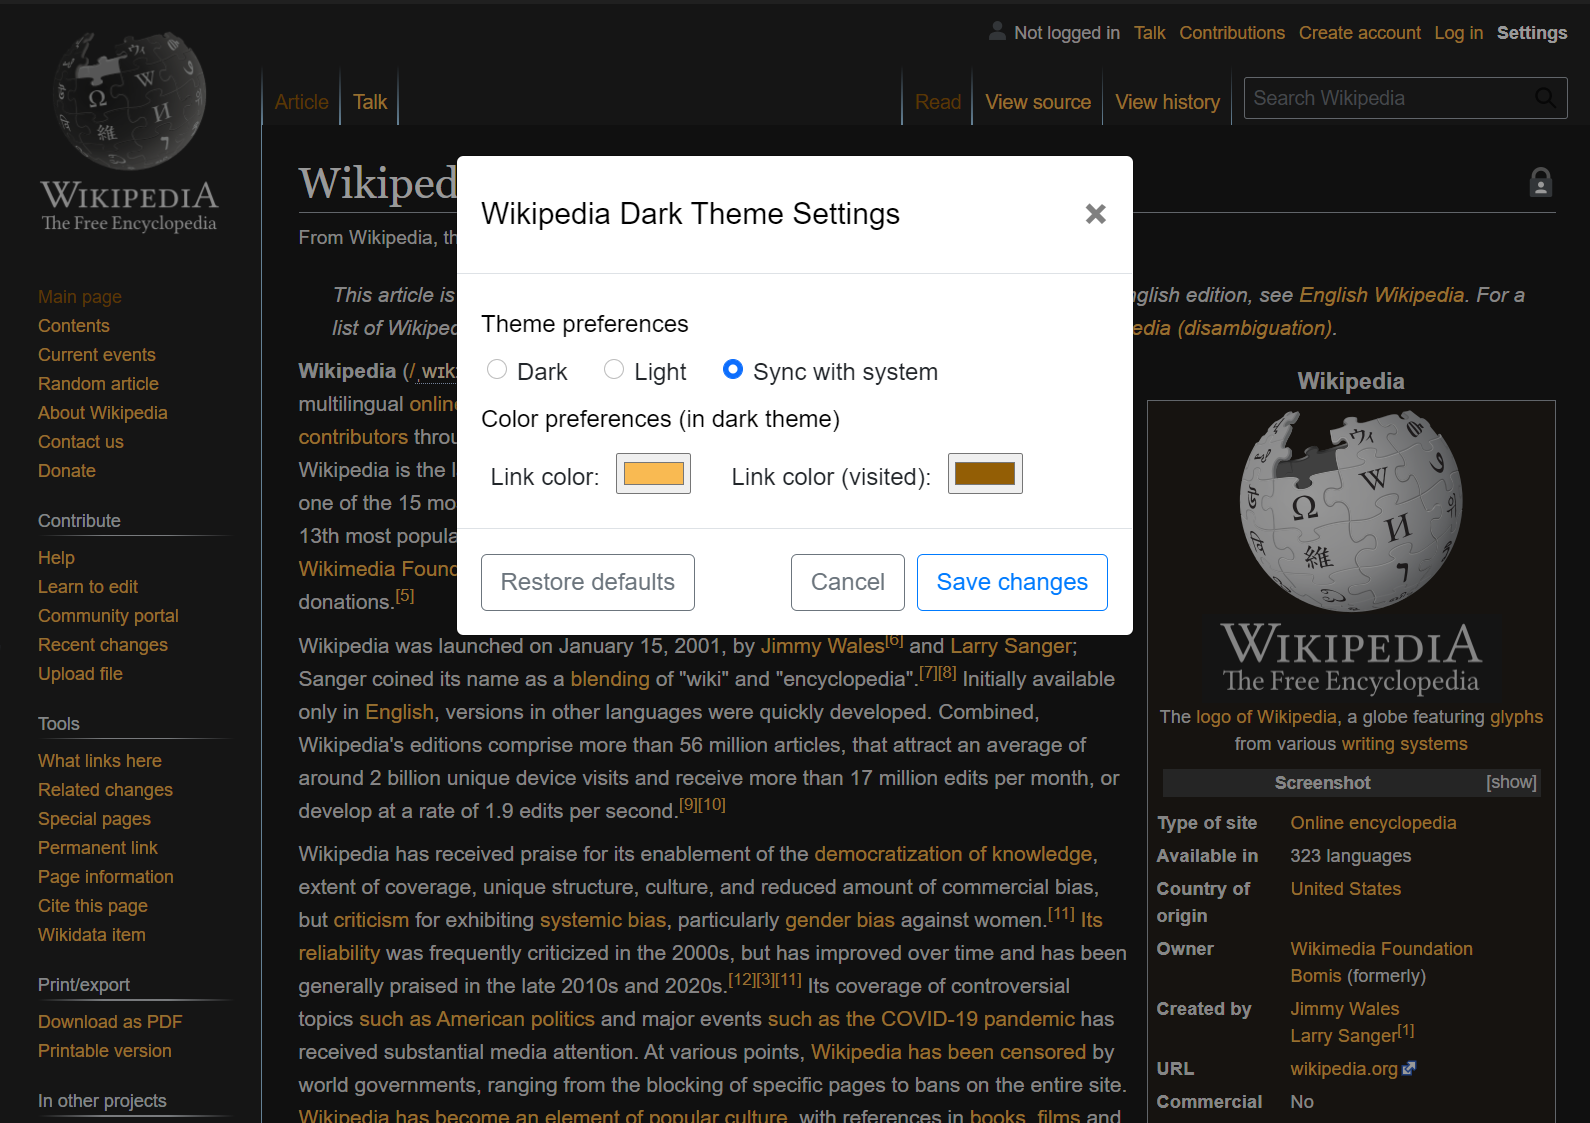 Not logged in Talk Contributions Create account Log in Settings
Article Talk Read View source View history Search Wikipedia
WIKIPEDIA
The Free Encyclopedia
Main page
Contents
Current events
Random article
About Wikipedia
Contact us
Donate
Contribute
Help
Learn to edit
Community portal
Recent changes
Upload file
Tools
What links here
Related changes
Special pages
Permanent link
Page information
Cite this page
Wikidata item
Print/export
Download as PDF
Printable version
In other projects
Wikiped
From Wikipedia, th
This article is
glish edition, see English Wikipedia. For a
list of Wikiped
edia (disambiguation).
Wikipedia (/ˌwɪk
multilingual onlin
contributors throu
Wikipedia is the l
one of the 15 mo
13th most popula
Wikimedia Found
donations.[5]
Wikipedia Dark Theme Settings ×
Theme preferences
Dark Light Sync with system
Color preferences (in dark theme)
Link color: Link color (visited):
Restore defaults Cancel Save changes
Wikipedia was launched on January 15, 2001, by Jimmy Wales[6] and Larry Sanger;
Sanger coined its name as a blending of "wiki" and "encyclopedia".[7][8] Initially available
only in English, versions in other languages were quickly developed. Combined,
Wikipedia's editions comprise more than 56 million articles, that attract an average of
around 2 billion unique device visits and receive more than 17 million edits per month, or
develop at a rate of 1.9 edits per second.[9][10]
Wikipedia has received praise for its enablement of the democratization of knowledge,
extent of coverage, unique structure, culture, and reduced amount of commercial bias,
but criticism for exhibiting systemic bias, particularly gender bias against women.[11] Its
reliability was frequently criticized in the 2000s, but has improved over time and has been
generally praised in the late 2010s and 2020s.[12][3][11] Its coverage of controversial
topics such as American politics and major events such as the COVID-19 pandemic has
received substantial media attention. At various points, Wikipedia has been censored by
world governments, ranging from the blocking of specific pages to bans on the entire site.
Wikipedia has become an element of popular culture, with references in books, films and
Wikipedia
Ω W И 維 ウィ
WIKIPEDIA
The Free Encyclopedia
The logo of Wikipedia, a globe featuring glyphs
from various writing systems
Screenshot [show]
Type of site Online encyclopedia
Available in 323 languages
Country of United States
origin
Owner Wikimedia Foundation
Bomis (formerly)
Created by Jimmy Wales
Larry Sanger[1]
URL wikipedia.org
Commercial No